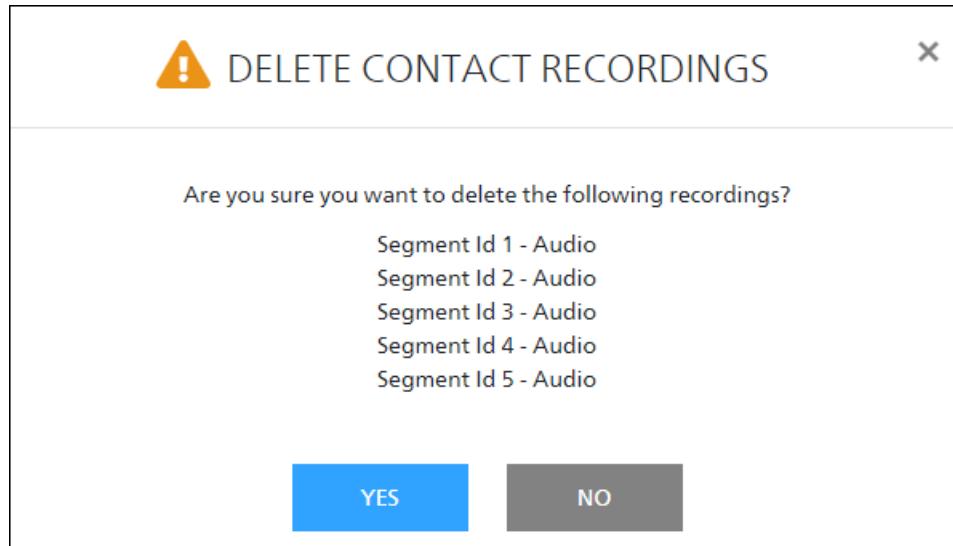 DELETE CONTACT RECORDINGS
Are you sure you want to delete the following recordings?
Segment Id 1 - Audio
Segment Id 2 - Audio
Segment Id 3 - Audio
Segment Id 4 - Audio
Segment Id 5 - Audio
YES NO